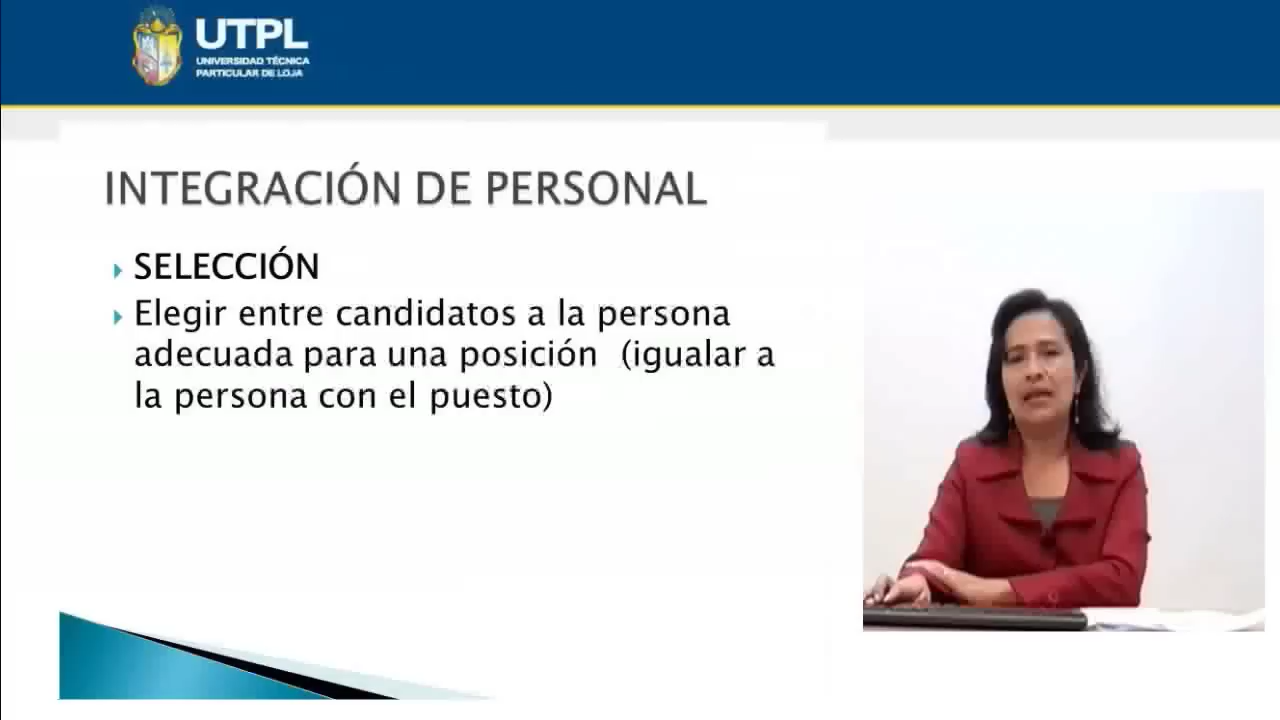 UTPL
UNIVERSIDAD TÉCNICA
PARTICULAR DE LOJA
INTEGRACIÓN DE PERSONAL
SELECCIÓN
Elegir entre candidatos a la persona
adecuada para una posición (igualar a
la persona con el puesto)